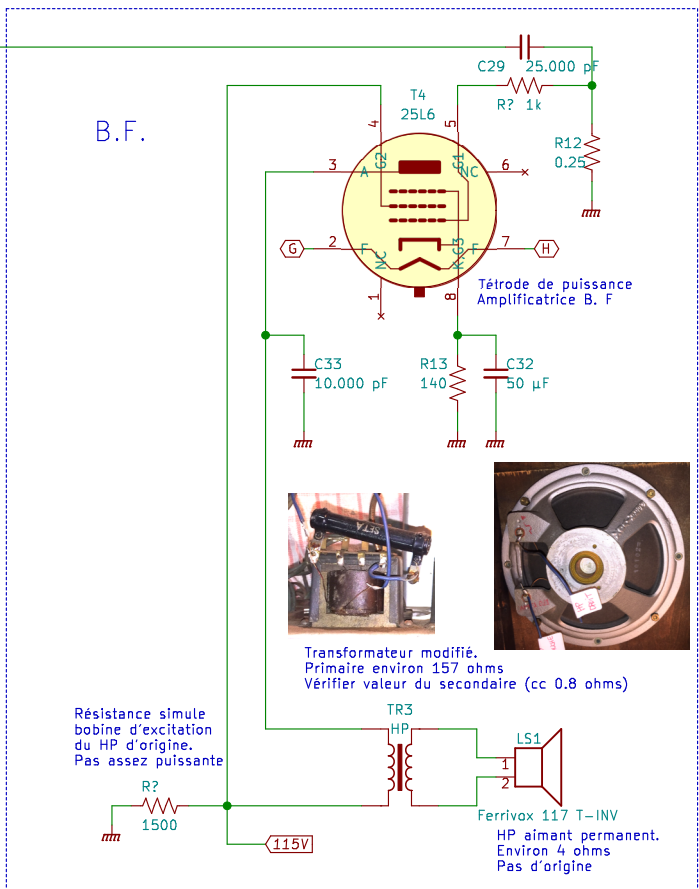 C29 25.000 pF
R? 1k
T4
25L6
B.F.
R12
0.25
4
5
G2
G1
3
A
NC
6
G
2
F
NC
K,G3
F
7
H
1
8
Tétrode de puissance
Amplificatrice B. F
C33
10.000 pF
R13
140
C32
50 µF
SETA
HP
Transformateur modifié.
Primaire environ 157 ohms
Vérifier valeur du secondaire (cc 0.8 ohms)
Résistance simule
bobine d'excitation
du HP d'origine.
Pas assez puissante
TR3
HP
LS1
1
2
R?
1500
115V
Ferrivox 117 T-INV
HP aimant permanent.
Environ 4 ohms
Pas d'origine